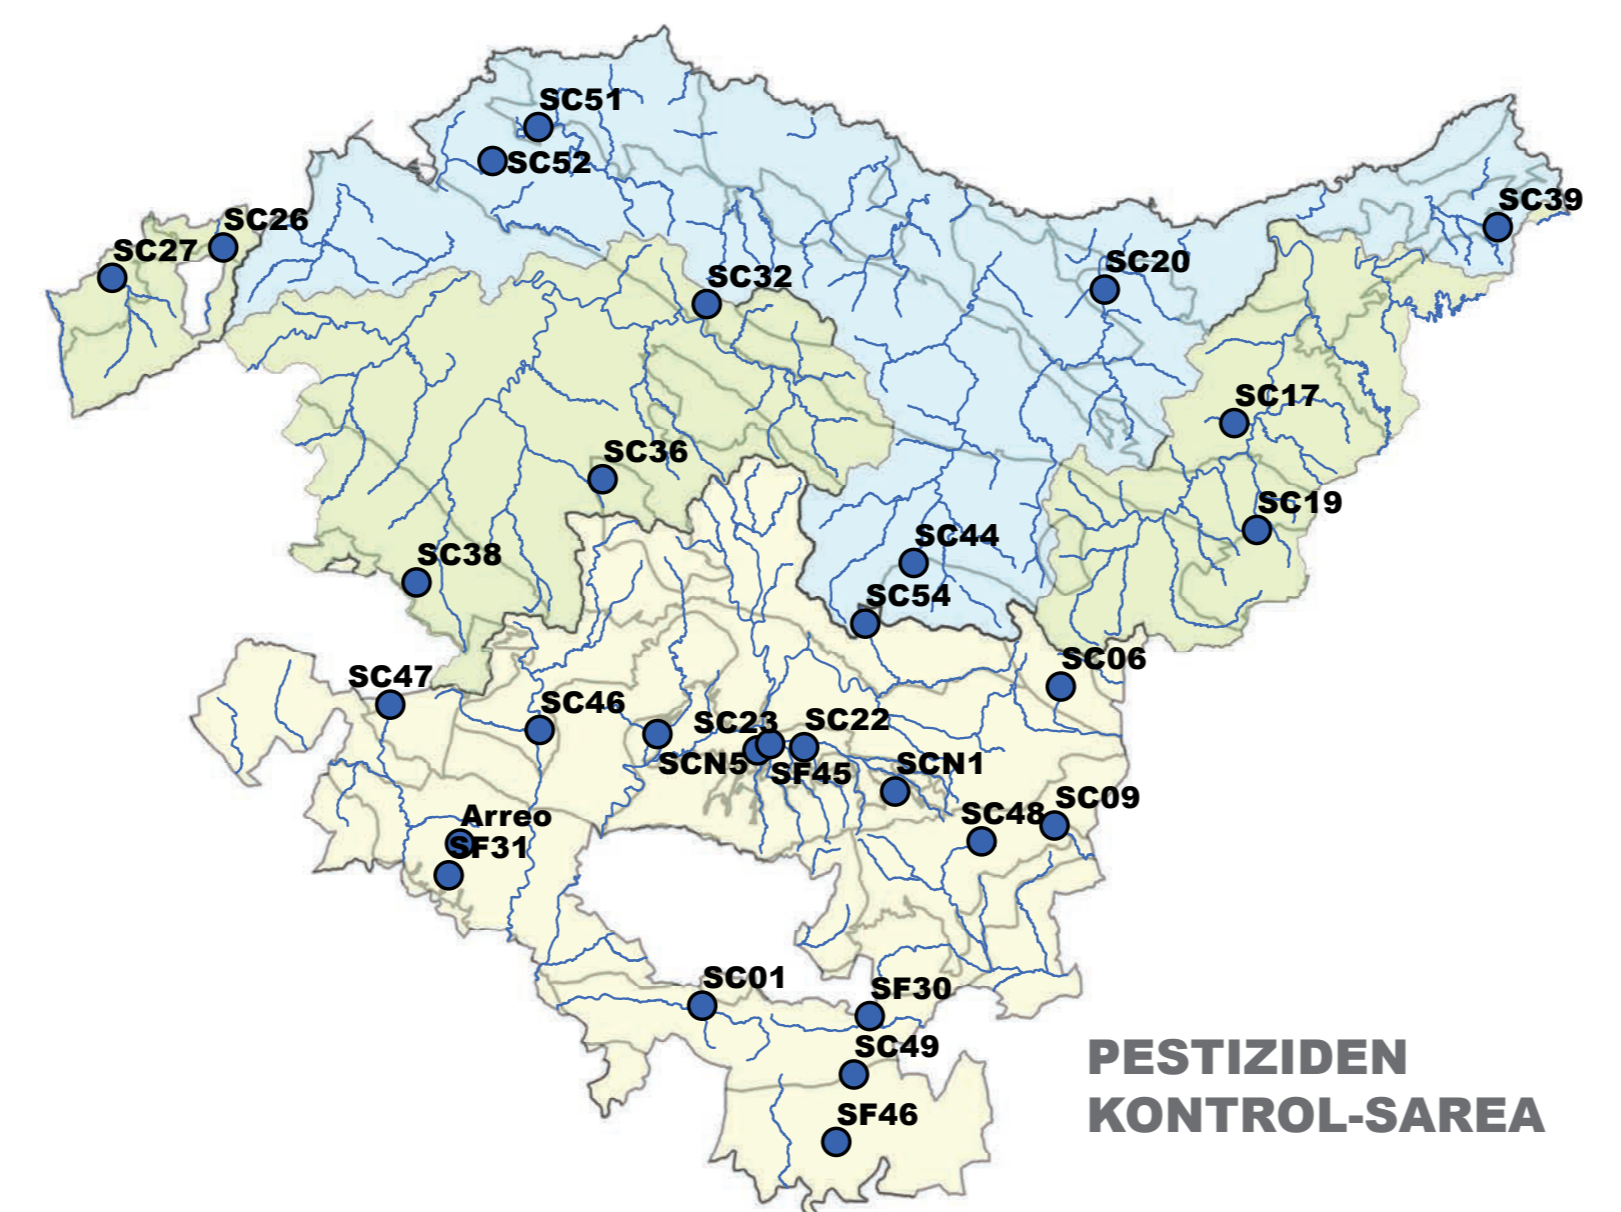 SC51
SC52
SC39
SC26
SC27
SC20
SC32
SC17
SC36
SC19
SC44
SC38
SC54
SC06
SC47
SC46
SC23
SC22
SCN5
SF45
SCN1
SC09
SC48
Arreo
SF31
SC01
SF30
SC49
SF46
PESTIZIDEN
KONTROL-SAREA